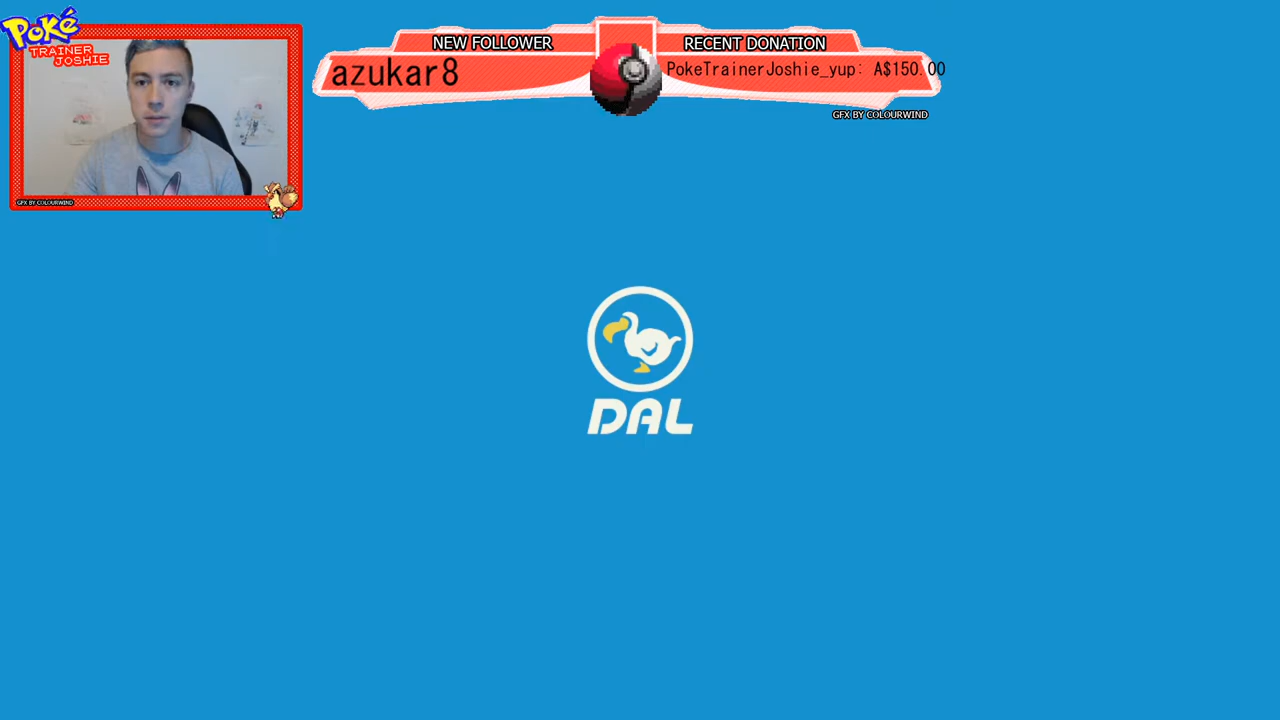 Poké
TRAINER
JOSHIE
GFX BY COLOURWIND
NEW FOLLOWER
azukar8
RECENT DONATION
PokeTrainerJoshie_yup: A$150.00
GFX BY COLOURWIND
DAL